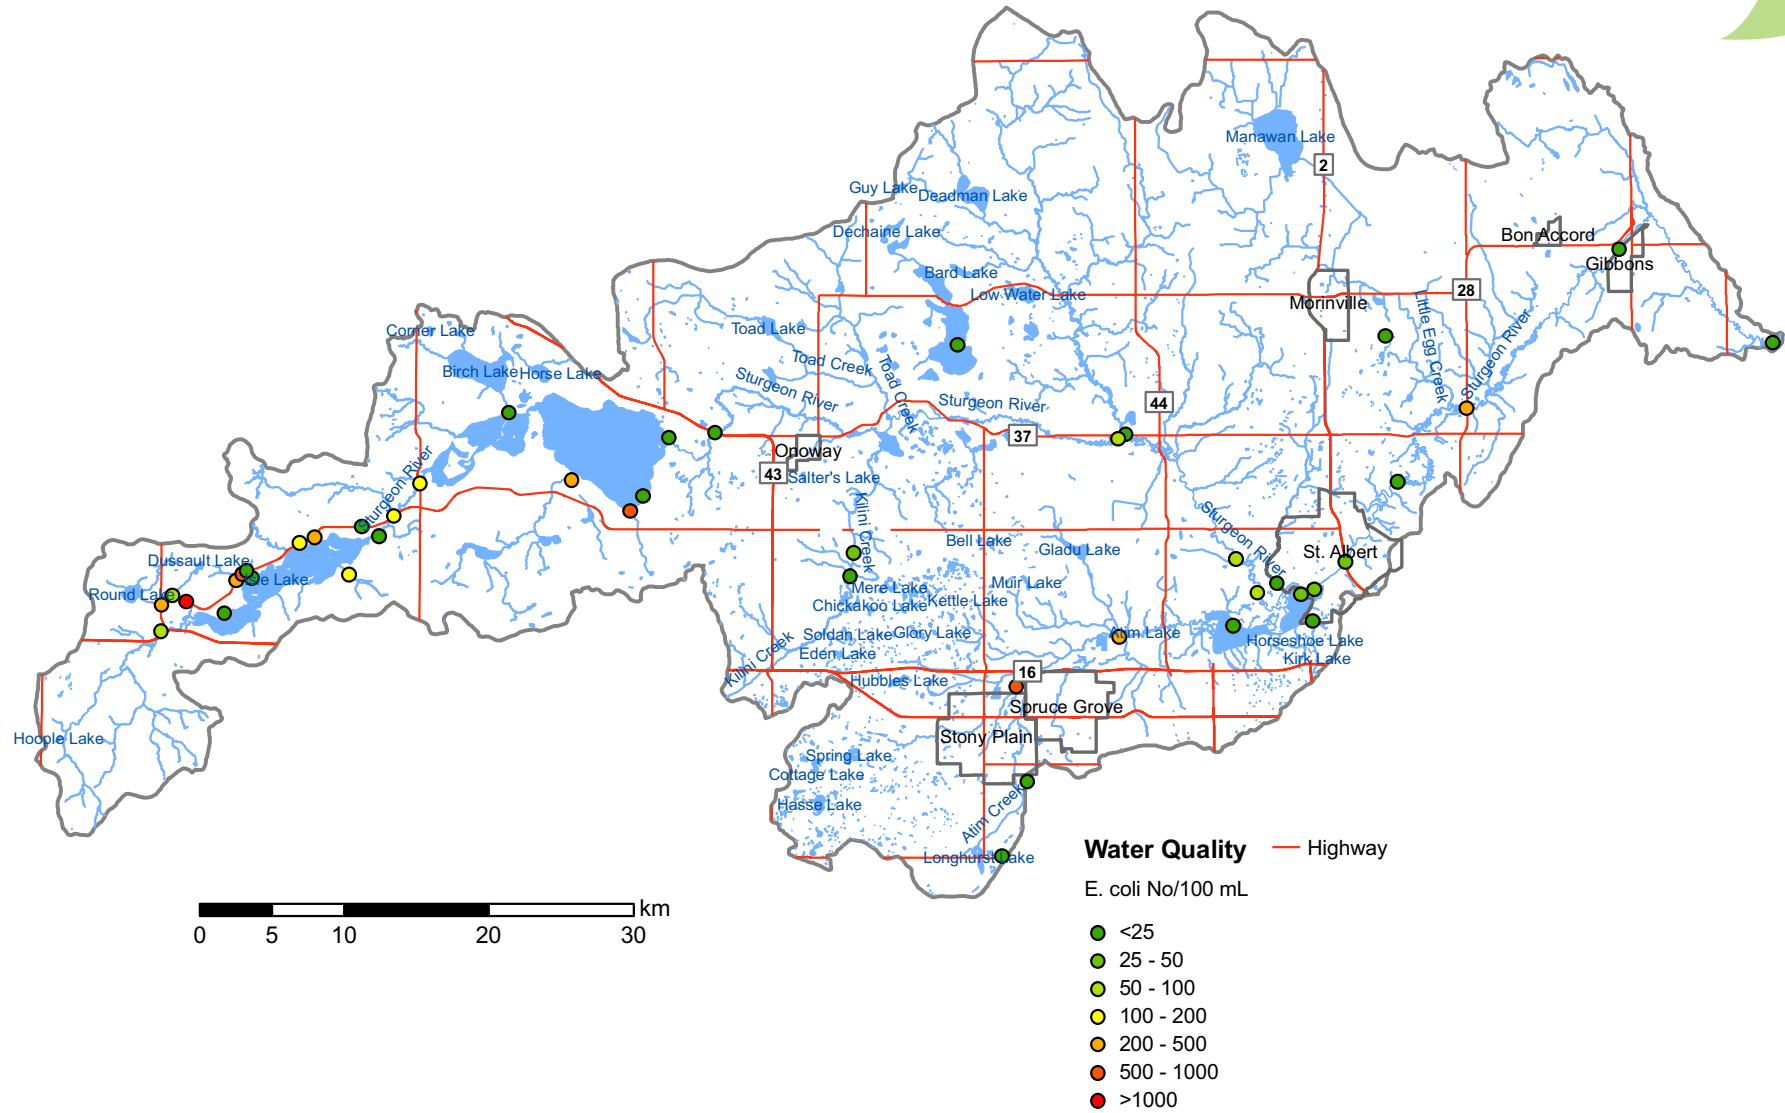 Manawan Lake
2
Guy Lake
Deadman Lake
Dechaine Lake
Bon Accord
Gibbons
Bard Lake
Low Water Lake
28
Morinville
Little Egg Creek
Sturgeon River
Corner Lake
Toad Lake
Toad Creek
Toad Creek
Birch Lake
Horse Lake
Sturgeon River
Sturgeon River
44
37
Onoway
43
Salter's Lake
Sturgeon River
Kilini Creek
Sturgeon River
Bell Lake
Gladu Lake
St. Albert
Dussault Lake
Isle Lake
Round Lake
Mere Lake
Muir Lake
Chickakoo Lake
Kettle Lake
Soldan Lake
Glory Lake
Atim Lake
Horseshoe Lake
Eden Lake
Kirk Lake
Kilini Creek
16
Hubbles Lake
Spruce Grove
Stony Plain
Hoople Lake
Spring Lake
Cottage Lake
Hasse Lake
Atim Creek
Longhurst Lake
Water Quality
Highway
E. coli No/100 mL
<25
25 - 50
50 - 100
100 - 200
200 - 500
500 - 1000
>1000
km
0 5 10 20 30